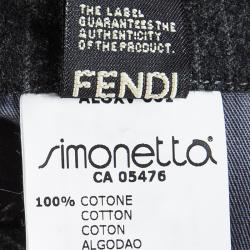 THE LABEL
GUARANTEES THE
AUTHENTICITY
OF THE PRODUCT.
FENDI
simonetta
CA 05476
100% COTONE
COTTON
COTON
ALGODAO